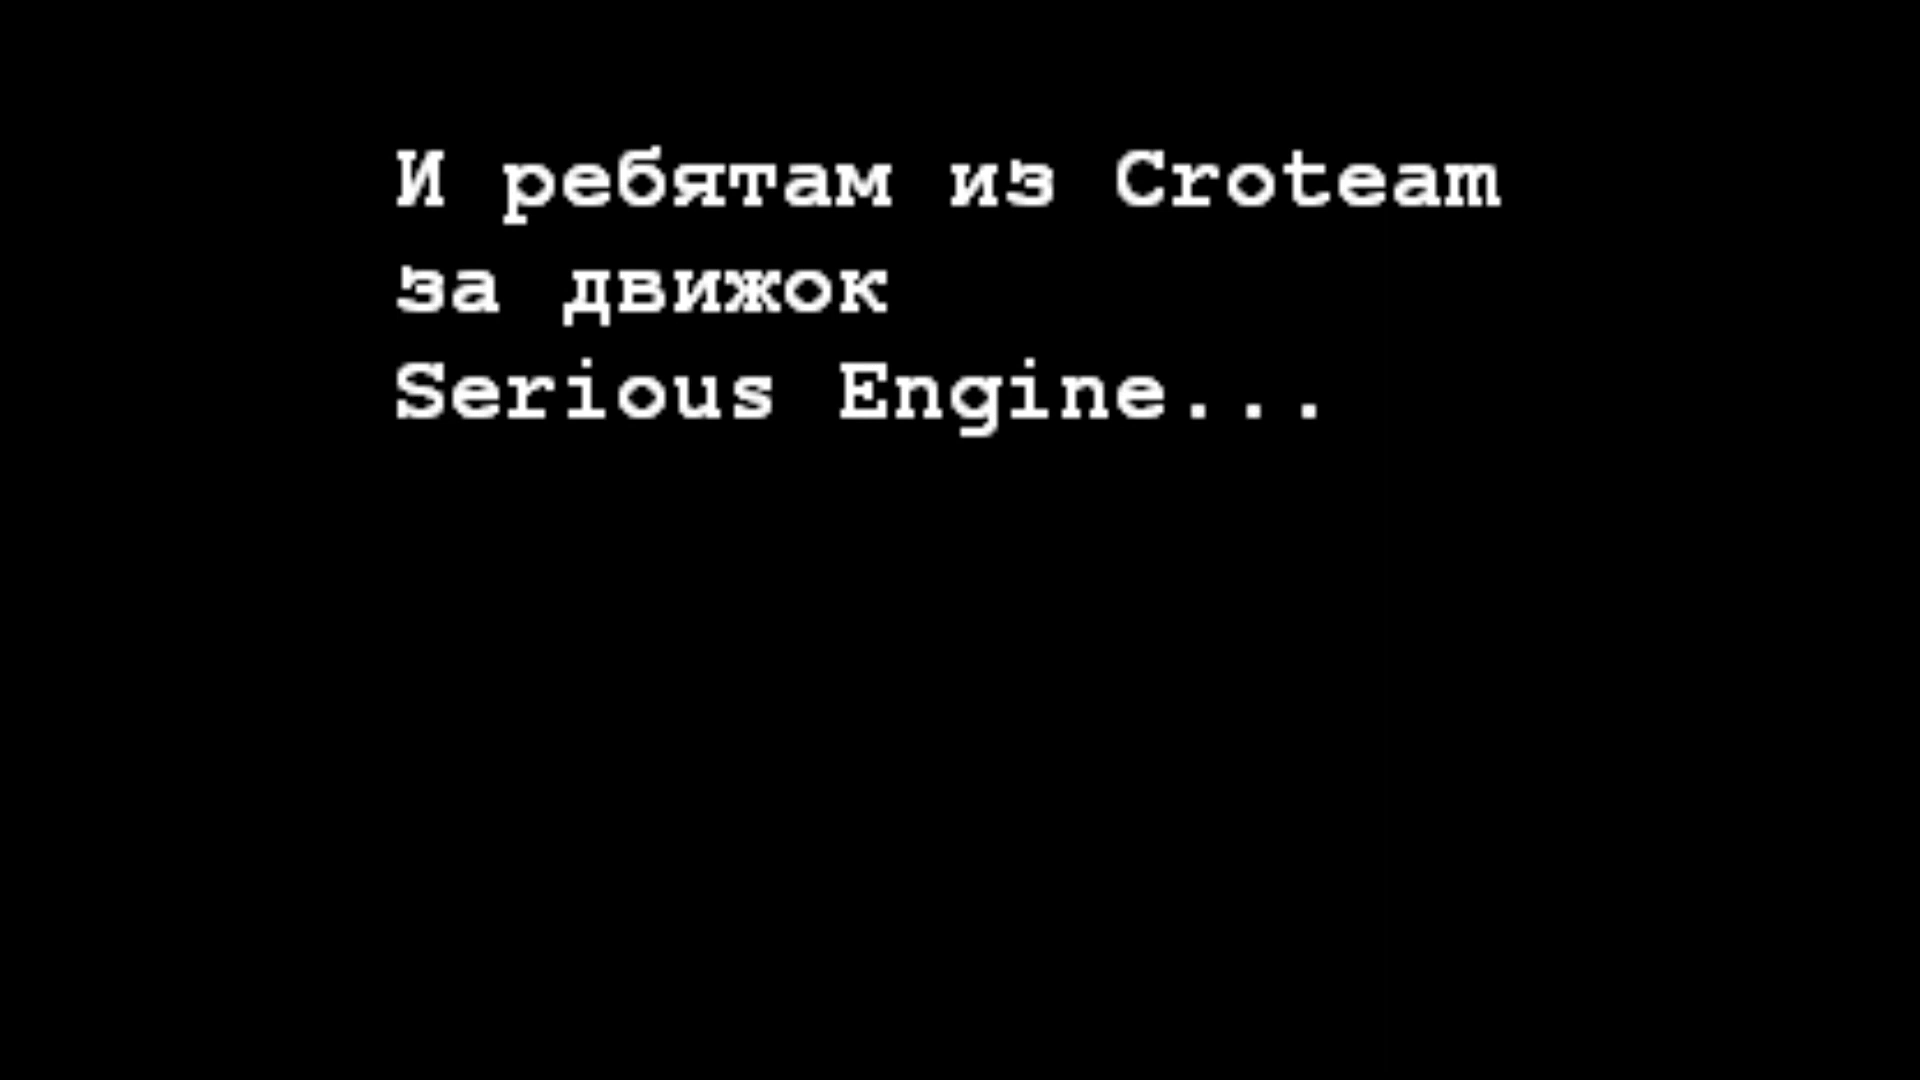 И ребятам из Croteam
за движок
Serious Engine...